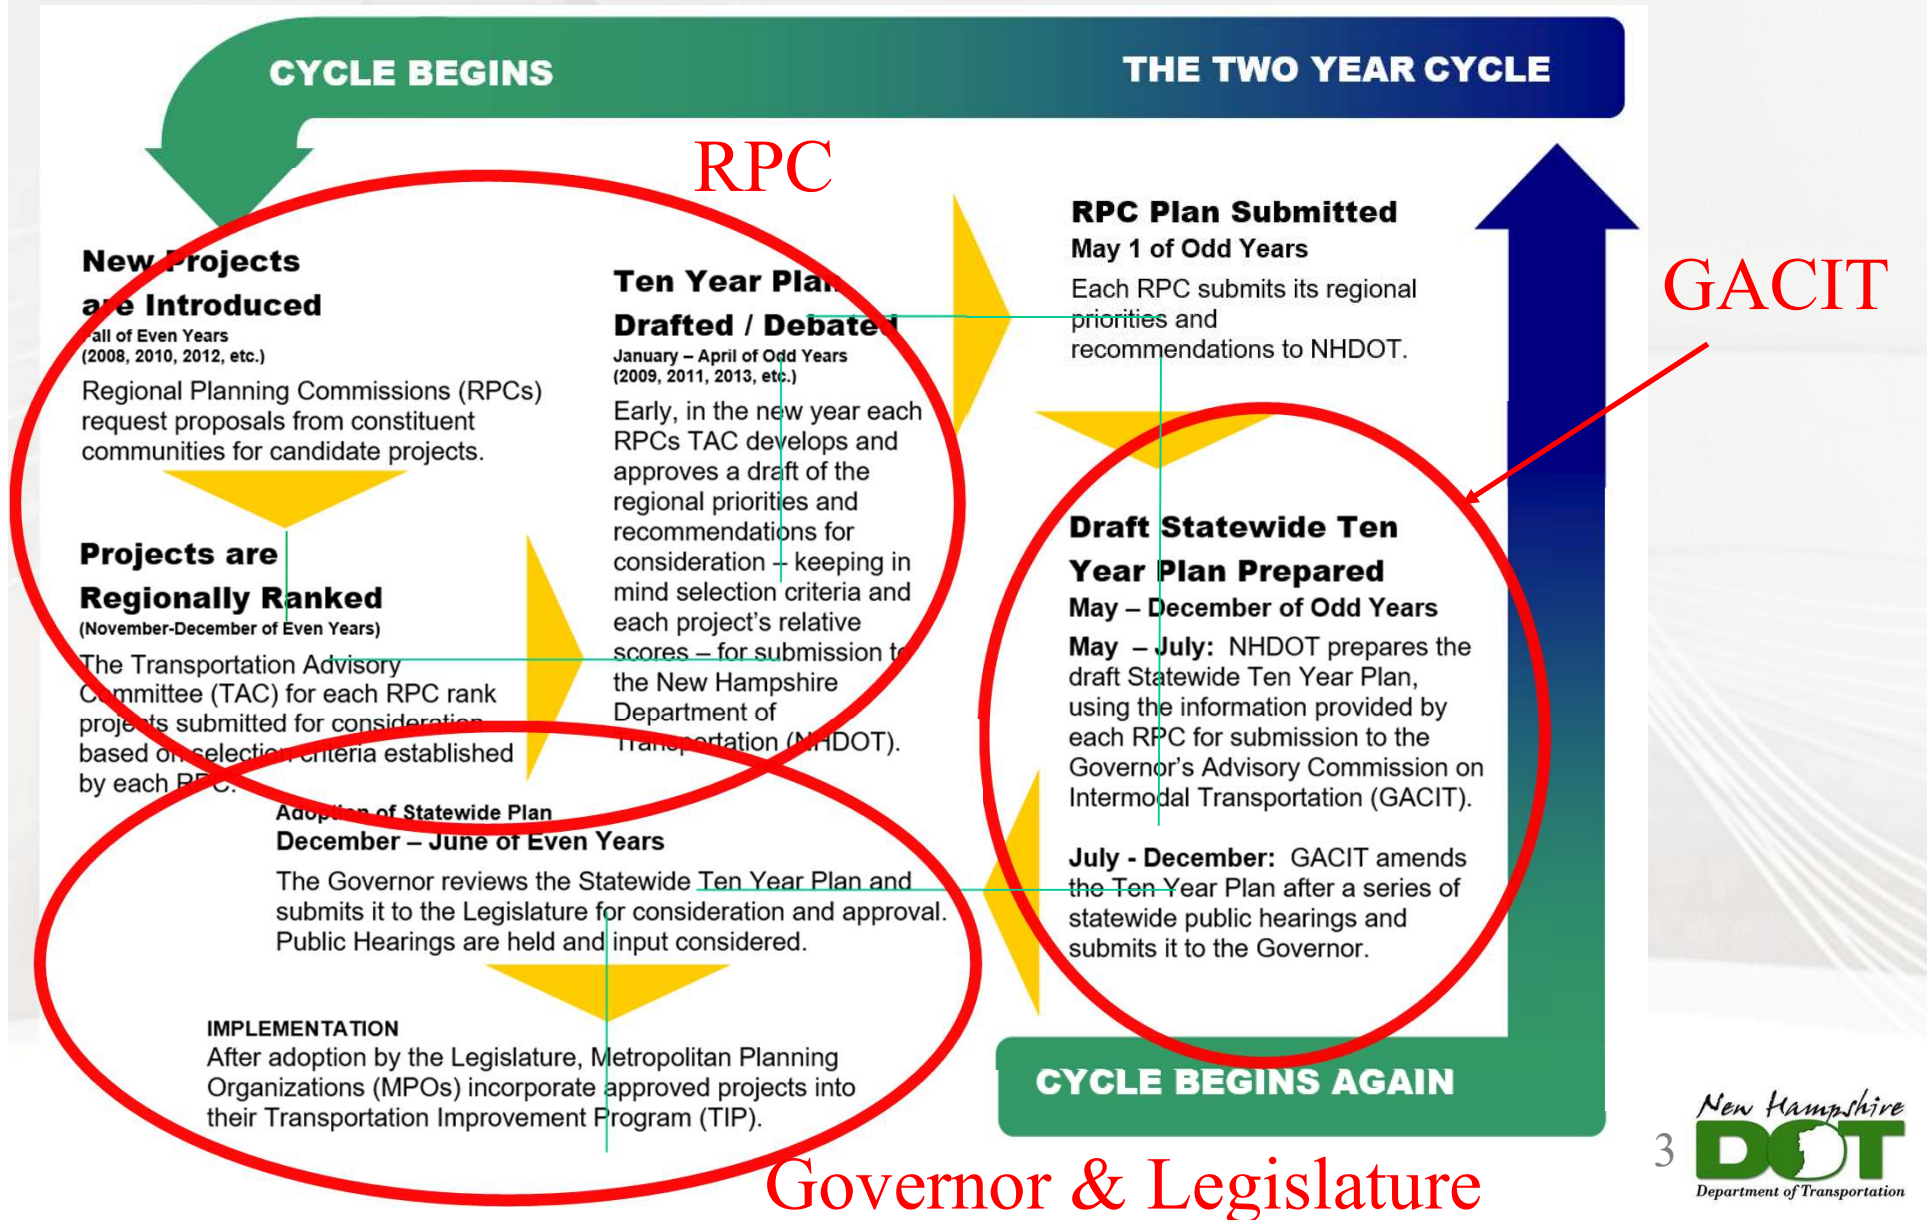 CYCLE BEGINS
THE TWO YEAR CYCLE
RPC
New Projects
are Introduced
Fall of Even Years
(2008, 2010, 2012, etc.)
Regional Planning Commissions (RPCs)
request proposals from constituent
communities for candidate projects.
Projects are
Regionally Ranked
(November-December of Even Years)
The Transportation Advisory
Committee (TAC) for each RPC rank
projects submitted for consideration
based on selection criteria established
by each RPC.
Ten Year Plan
Drafted / Debated
January – April of Odd Years
(2009, 2011, 2013, etc.)
Early, in the new year each
RPCs TAC develops and
approves a draft of the
regional priorities and
recommendations for
consideration – keeping in
mind selection criteria and
each project's relative
scores – for submission to
the New Hampshire
Department of
Transportation (NHDOT).
RPC Plan Submitted
May 1 of Odd Years
Each RPC submits its regional
priorities and
recommendations to NHDOT.
GACIT
Draft Statewide Ten
Year Plan Prepared
May – December of Odd Years
May – July: NHDOT prepares the
draft Statewide Ten Year Plan,
using the information provided by
each RPC for submission to the
Governor's Advisory Commission on
Intermodal Transportation (GACIT).
July - December: GACIT amends
the Ten Year Plan after a series of
statewide public hearings and
submits it to the Governor.
Adoption of Statewide Plan
December – June of Even Years
The Governor reviews the Statewide Ten Year Plan and
submits it to the Legislature for consideration and approval.
Public Hearings are held and input considered.
IMPLEMENTATION
After adoption by the Legislature, Metropolitan Planning
Organizations (MPOs) incorporate approved projects into
their Transportation Improvement Program (TIP).
CYCLE BEGINS AGAIN
Governor & Legislature
3
New Hampshire
DOT
Department of Transportation